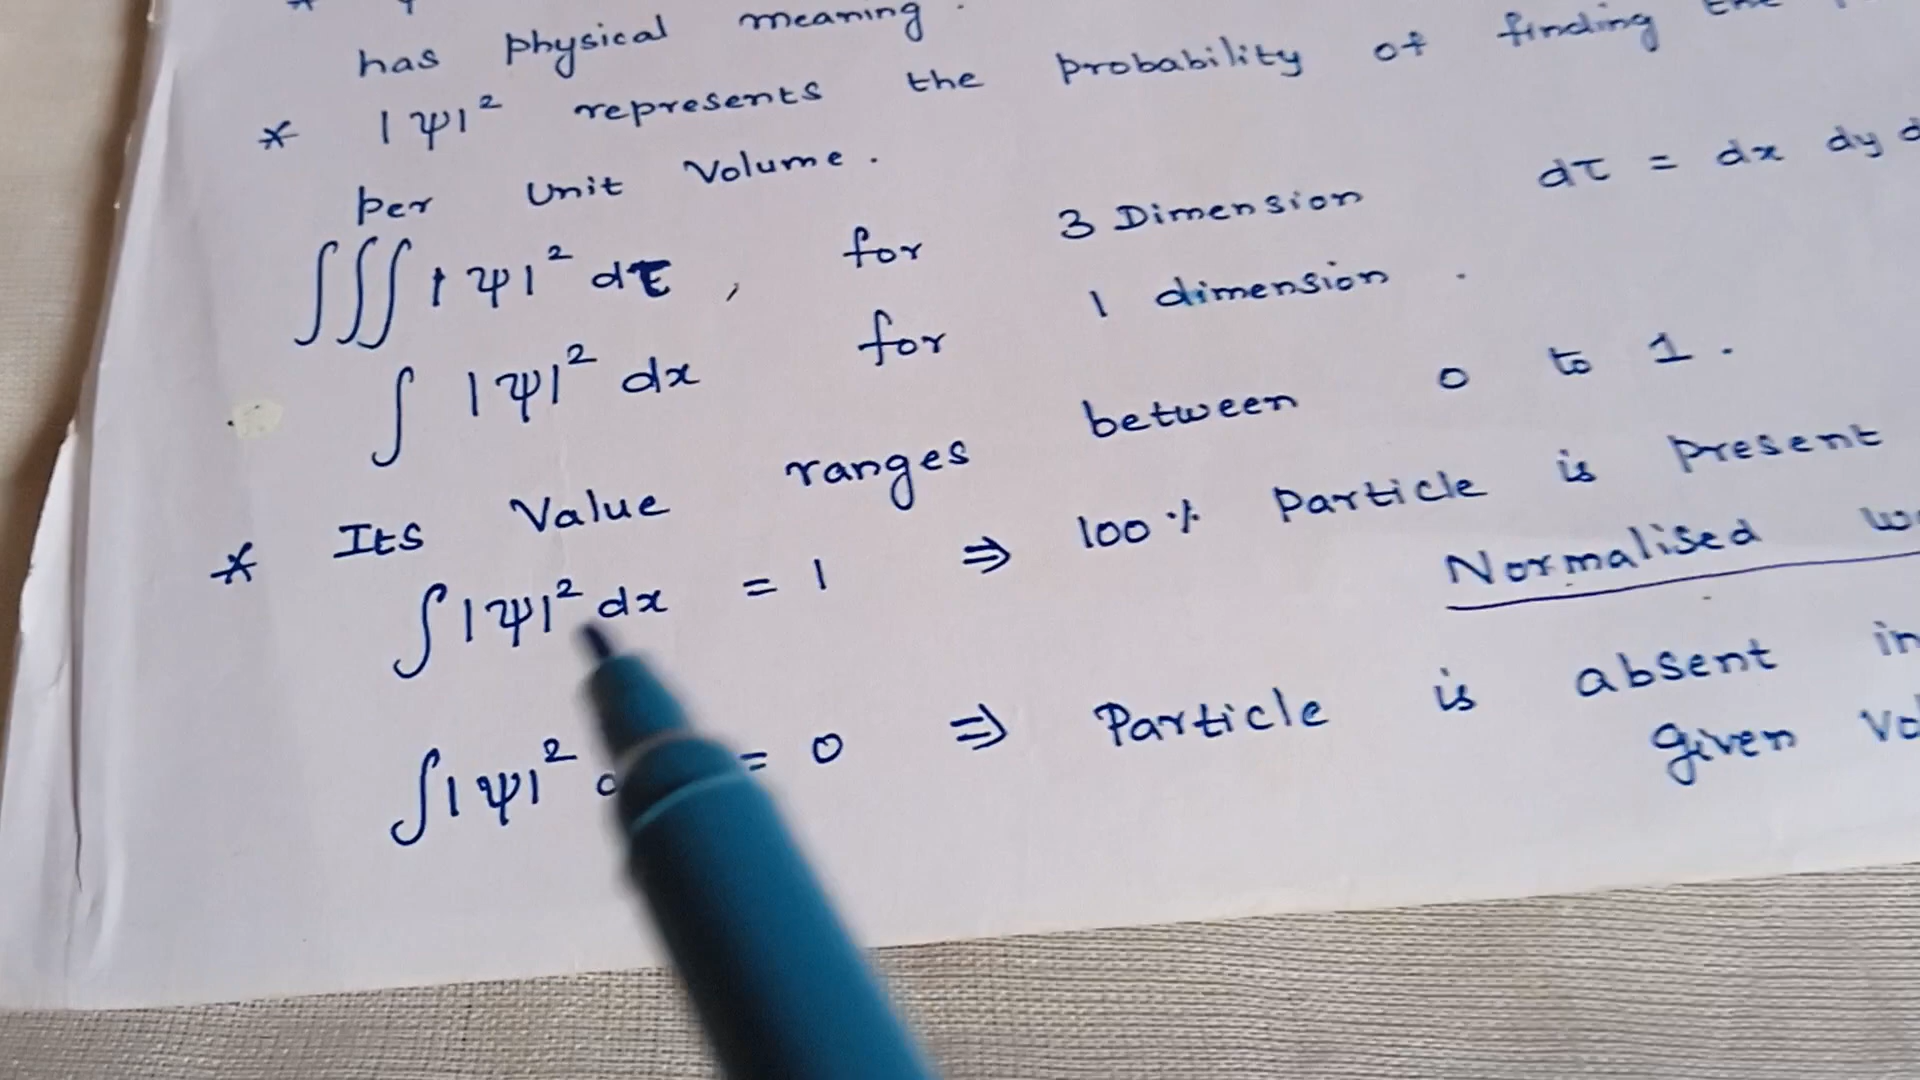 has physical meaning.
* |ψ|² represents the probability of finding the
per Unit Volume.
∫∫∫ |ψ|² dτ , for 3 Dimension dτ = dx dy
∫ |ψ|² dx for 1 dimension.
* Its Value ranges between 0 to 1.
∫|ψ|² dx = 1 ⇒ 100% Particle is present
Normalised
∫|ψ|² = 0 ⇒ Particle is absent in
given